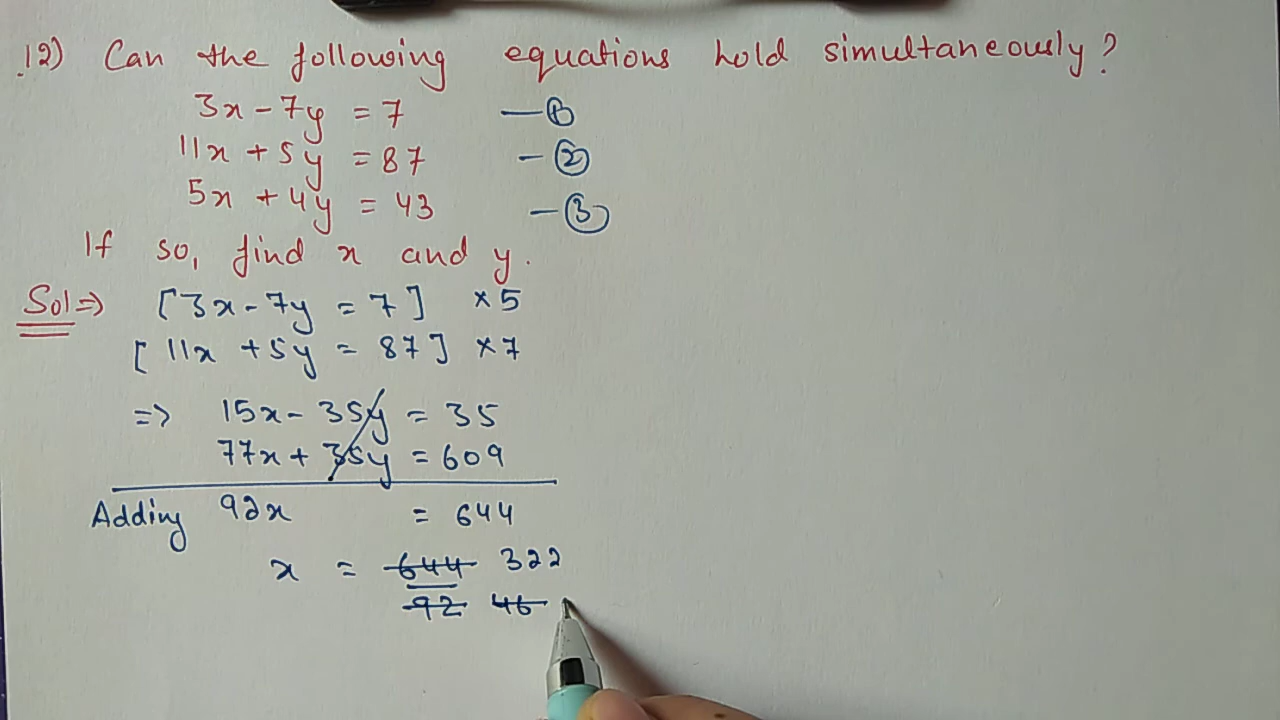 12) Can the following equations hold simultaneously?
3x - 7y = 7 — ①
11x + 5y = 87 - ②
5x + 4y = 43 - ③
If so, find x and y.
Sol => [3x - 7y = 7] × 5
[11x + 5y = 87] × 7
=> 15x - 35y = 35
77x + 35y = 609
Adding 92x = 644
x = 644 322
92 46